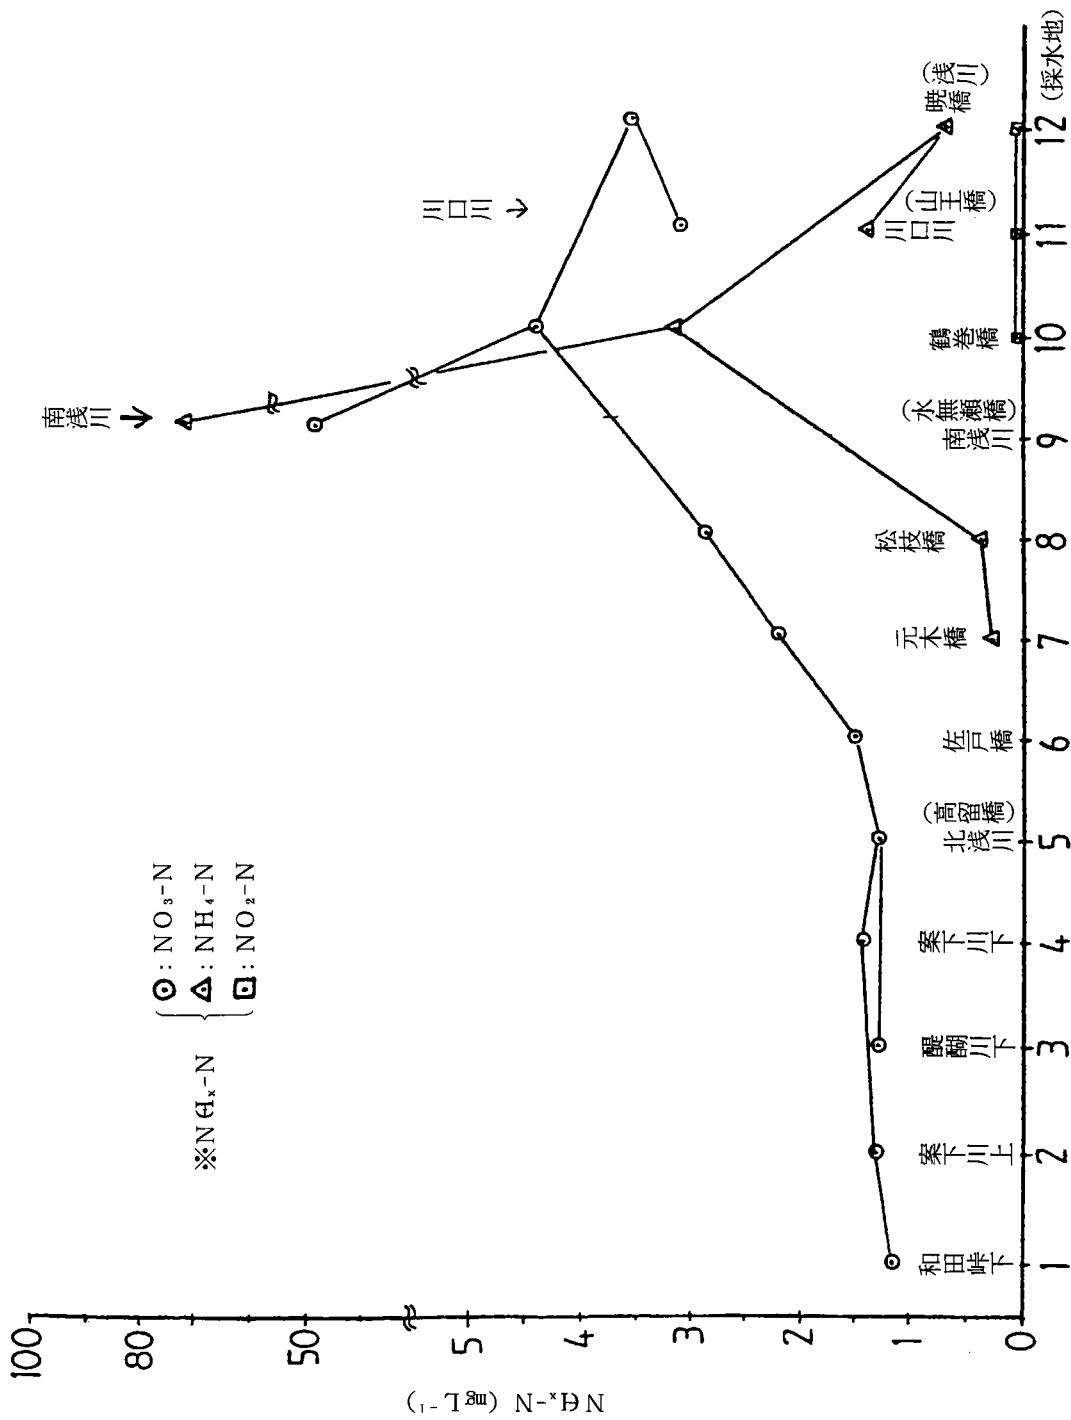 100
80
50
5
4
3
2
1
0
(mg L⁻¹)
○: NO₃-N
△: NH₄-N
□: NO₂-N
南浅川
↓
川口川
↓
1
2
3
4
5
6
7
8
9
10
11
12
(採水地)
和田峠下
案下川上
醍醐川下
案下川下
北浅川
(高留橋)
佐戸橋
元木橋
松枝橋
南浅川
(水無瀬橋)
鶴巻橋
川口川
(山王橋)
暁橋
(浅川)